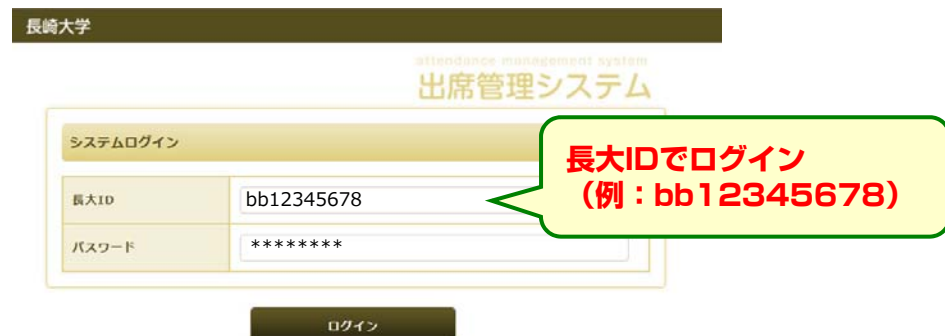 長崎大学
attendance management system
出席管理システム
システムログイン
長大IDでログイン
（例：bb12345678）
長大ID
bb12345678
パスワード
********
ログイン